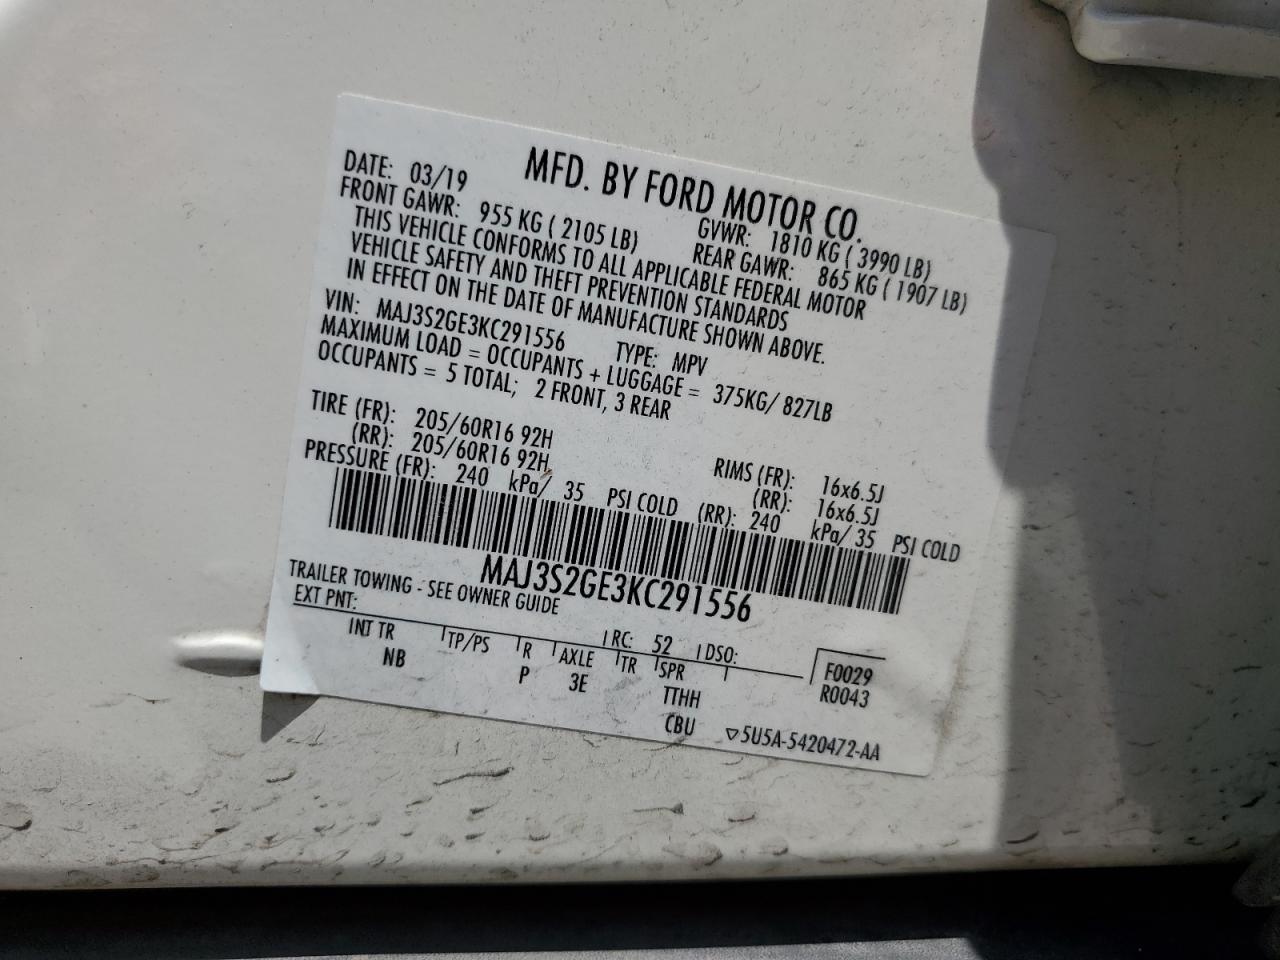 MFD. BY FORD MOTOR CO.
DATE: 03/19 GVWR: 1810 KG ( 3990 LB)
FRONT GAWR: 955 KG ( 2105 LB) REAR GAWR: 865 KG ( 1907 LB)
THIS VEHICLE CONFORMS TO ALL APPLICABLE FEDERAL MOTOR
VEHICLE SAFETY AND THEFT PREVENTION STANDARDS
IN EFFECT ON THE DATE OF MANUFACTURE SHOWN ABOVE.
VIN: MAJ3S2GE3KC291556 TYPE: MPV
MAXIMUM LOAD = OCCUPANTS + LUGGAGE = 375KG/ 827LB
OCCUPANTS = 5 TOTAL; 2 FRONT, 3 REAR
TIRE (FR): 205/60R16 92H RIMS (FR): 16x6.5J
(RR): 205/60R16 92H (RR): 16x6.5J
PRESSURE (FR): 240 kPa/ 35 PSI COLD (RR): 240 kPa/ 35 PSI COLD
MAJ3S2GE3KC291556
TRAILER TOWING - SEE OWNER GUIDE
EXT PNT: RC: 52 DSO:
INT TR TP/PS R AXLE TR SPR F0029
NB P 3E TTHH R0043
CBU ▽5U5A-5420472-AA